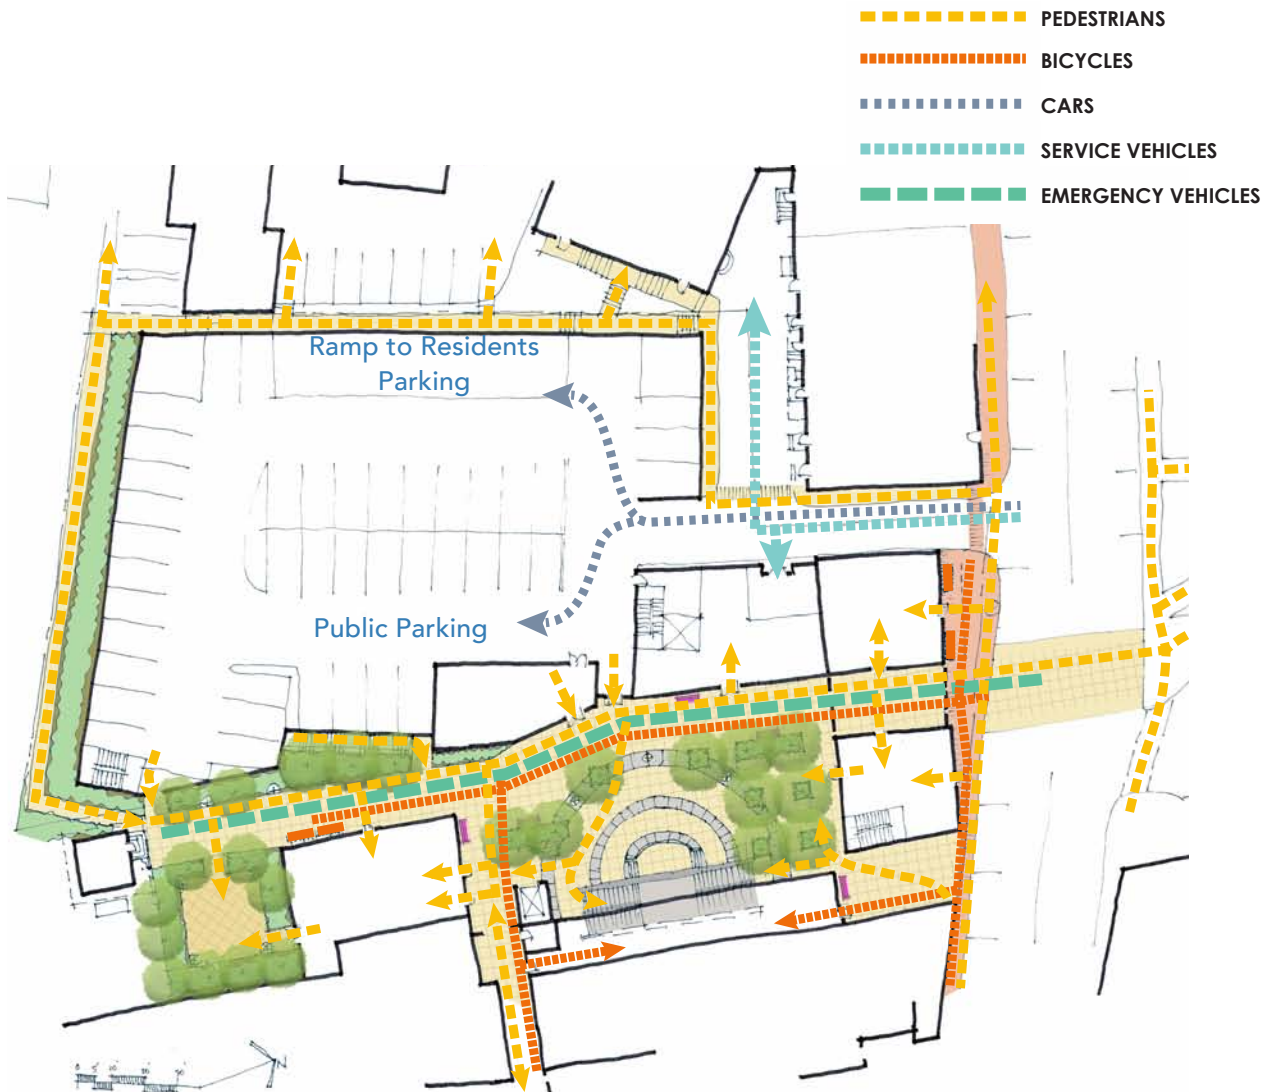 PEDESTRIANS
BICYCLES
CARS
SERVICE VEHICLES
EMERGENCY VEHICLES
Ramp to Residents
Parking
Public Parking
N